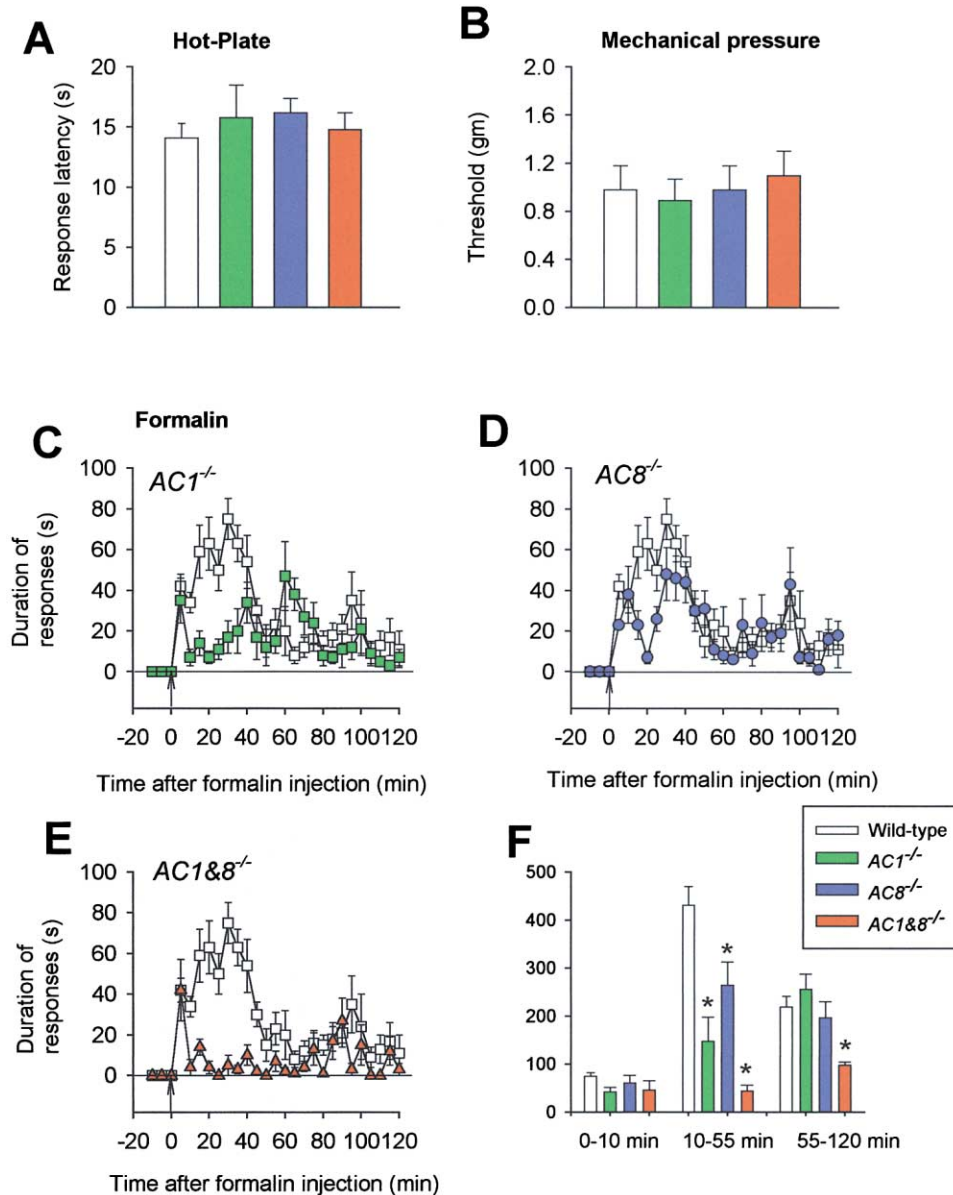 A
Hot-Plate
Response latency (s)
20
15
10
5
0
B
Mechanical pressure
Threshold (gm)
2.0
1.6
1.2
0.8
0.4
0.0
Formalin
C
AC1-/-
Duration of
responses (s)
100
80
60
40
20
0
-20 0 20 40 60 80 100 120
Time after formalin injection (min)
D
AC8-/-
100
80
60
40
20
0
-20 0 20 40 60 80 100 120
Time after formalin injection (min)
E
AC1&8-/-
Duration of
responses (s)
100
80
60
40
20
0
-20 0 20 40 60 80 100 120
Time after formalin injection (min)
F
Wild-type
AC1-/-
AC8-/-
AC1&8-/-
500
400
300
200
100
0
*
*
*
*
0-10 min 10-55 min 55-120 min